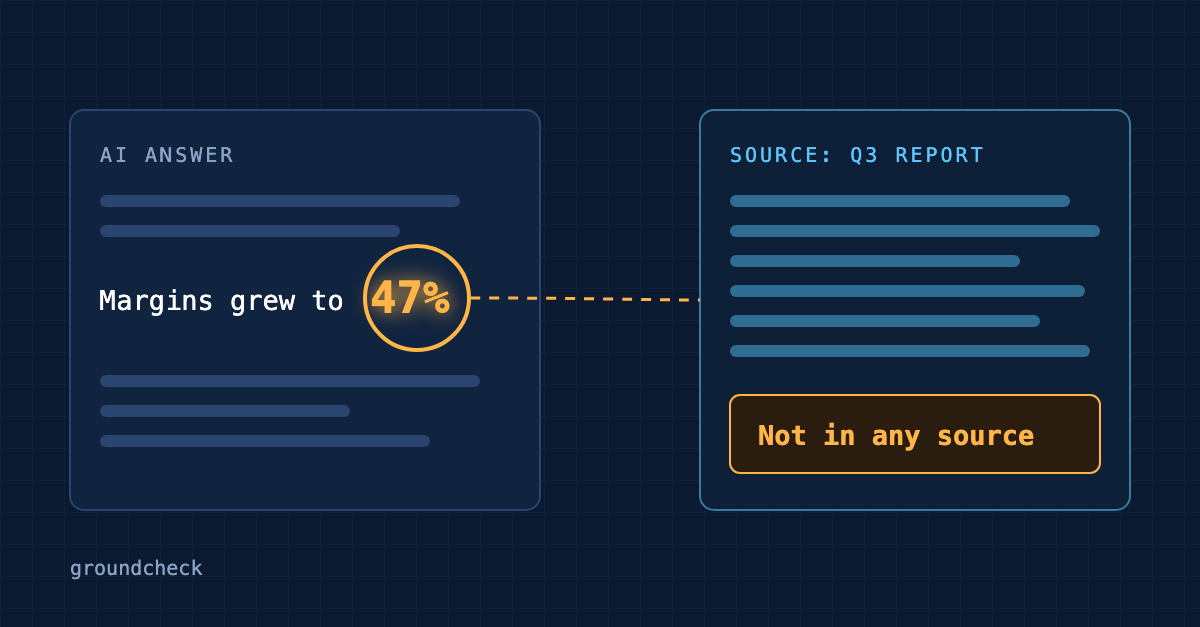 AI ANSWER
Margins grew to 47%
SOURCE: Q3 REPORT
Not in any source
groundcheck